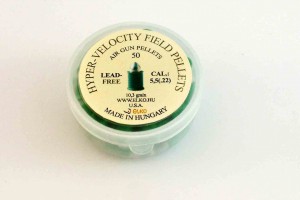 HYPER-VELOCITY FIELD PELLETS
AIR GUN PELLETS
50
LEAD-FREE
CAL.: 5,5(.22)
10,3 grain
WWW.ELKO.HU
U.S.A.
MADE IN HUNGARY